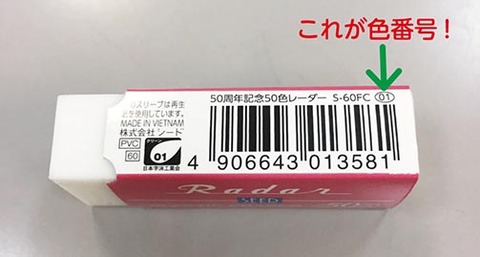 これが色番号！
50周年記念50色レーダー S-60FC 01
スリーブは再生
を使用しています。
MADE IN VIETNAM
株式会社シード
PVC
60
クリーン
01
日本字消工業会
4 906643 013581
Radar
SEED